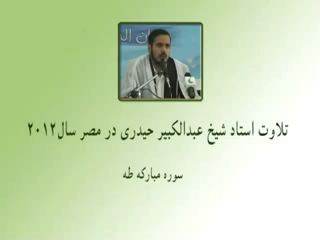 تلاوت استاد شیخ عبدالکبیر حیدری در مصر سال۲۰۱۲
سوره مبارکه طه